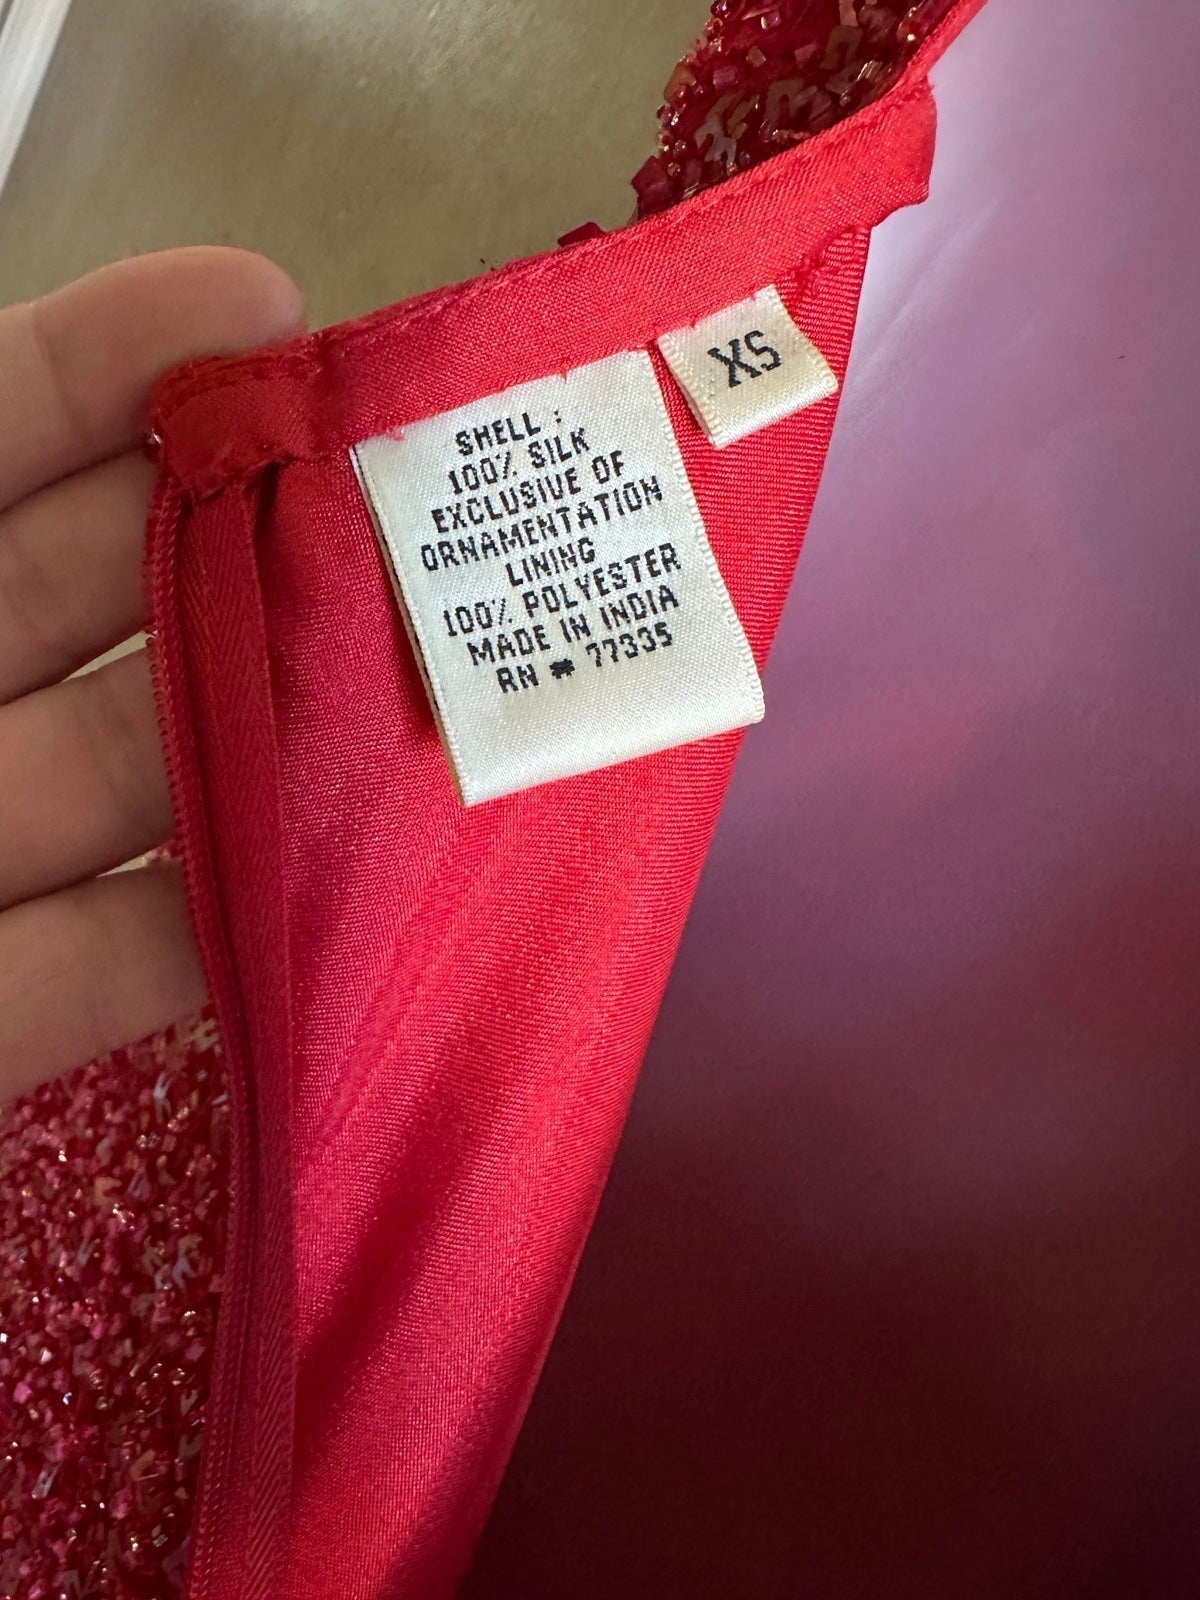 SHELL :
100% SILK
EXCLUSIVE OF
ORNAMENTATION
LINING
100% POLYESTER
MADE IN INDIA
RN # 77335
XS